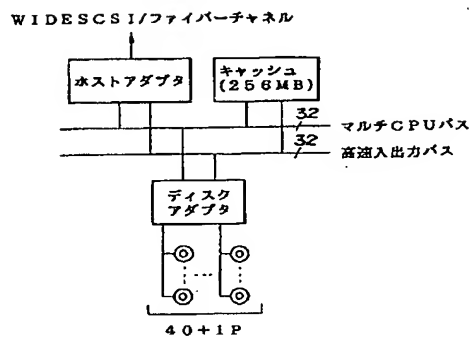 WIDESCSI/ファイバーチャネル
ホストアダプタ
キャッシュ
(256MB)
32
マルチCPUバス
32
高速入出力バス
ディスク
アダプタ
40+1P